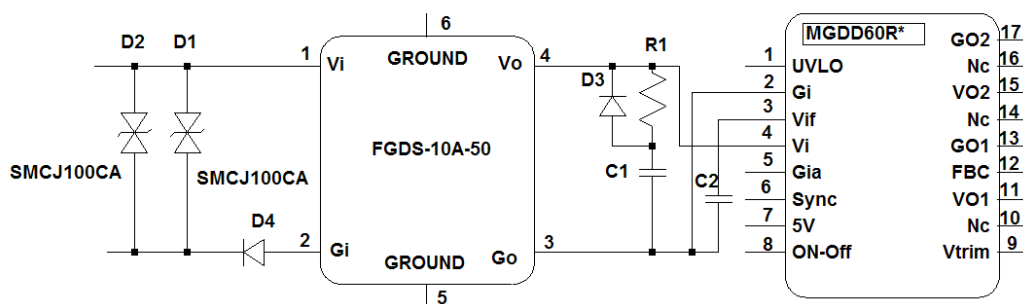 D2 D1
SMCJ100CA
SMCJ100CA
D4
1
2
6
GROUND
Vi
Vo
FGDS-10A-50
Gi
Go
GROUND
5
4
3
D3
R1
C1
C2
MGDD60R*
1 UVLO
2 Gi
3 Vif
4 Vi
5 Gia
6 Sync
7 5V
8 ON-Off
GO2 17
Nc 16
VO2 15
Nc 14
GO1 13
FBC 12
VO1 11
Nc 10
Vtrim 9